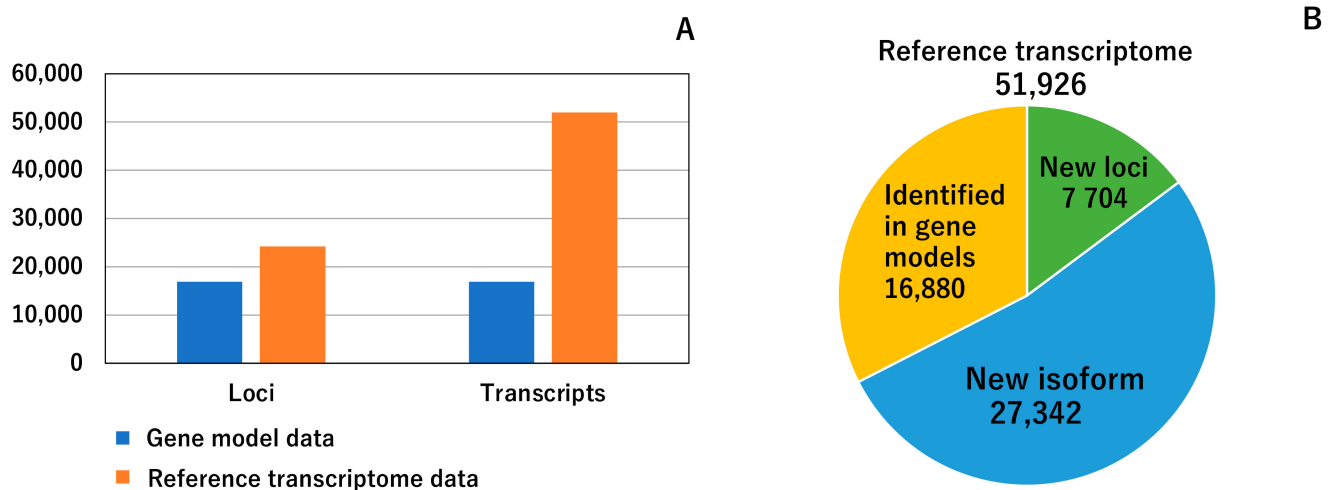 A
60,000
50,000
40,000
30,000
20,000
10,000
0
Loci
Transcripts
Gene model data
Reference transcriptome data
B
Reference transcriptome
51,926
New loci
7 704
Identified
in gene
models
16,880
New isoform
27,342